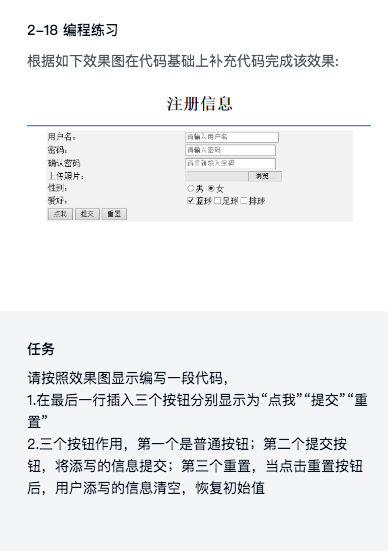 2-18 编程练习
根据如下效果图在代码基础上补充代码完成该效果:
注册信息
用户名: 请输入用户名
密码: 请输入密码
确认密码 请重新输入密码
上传照片: 浏览
性别: 男 女
爱好: 篮球 足球 排球
点我 提交 重置
任务
请按照效果图显示编写一段代码，
1.在最后一行插入三个按钮分别显示为“点我”“提交”“重
置”
2.三个按钮作用，第一个是普通按钮；第二个提交按
钮，将添写的信息提交；第三个重置，当点击重置按钮
后，用户添写的信息清空，恢复初始值